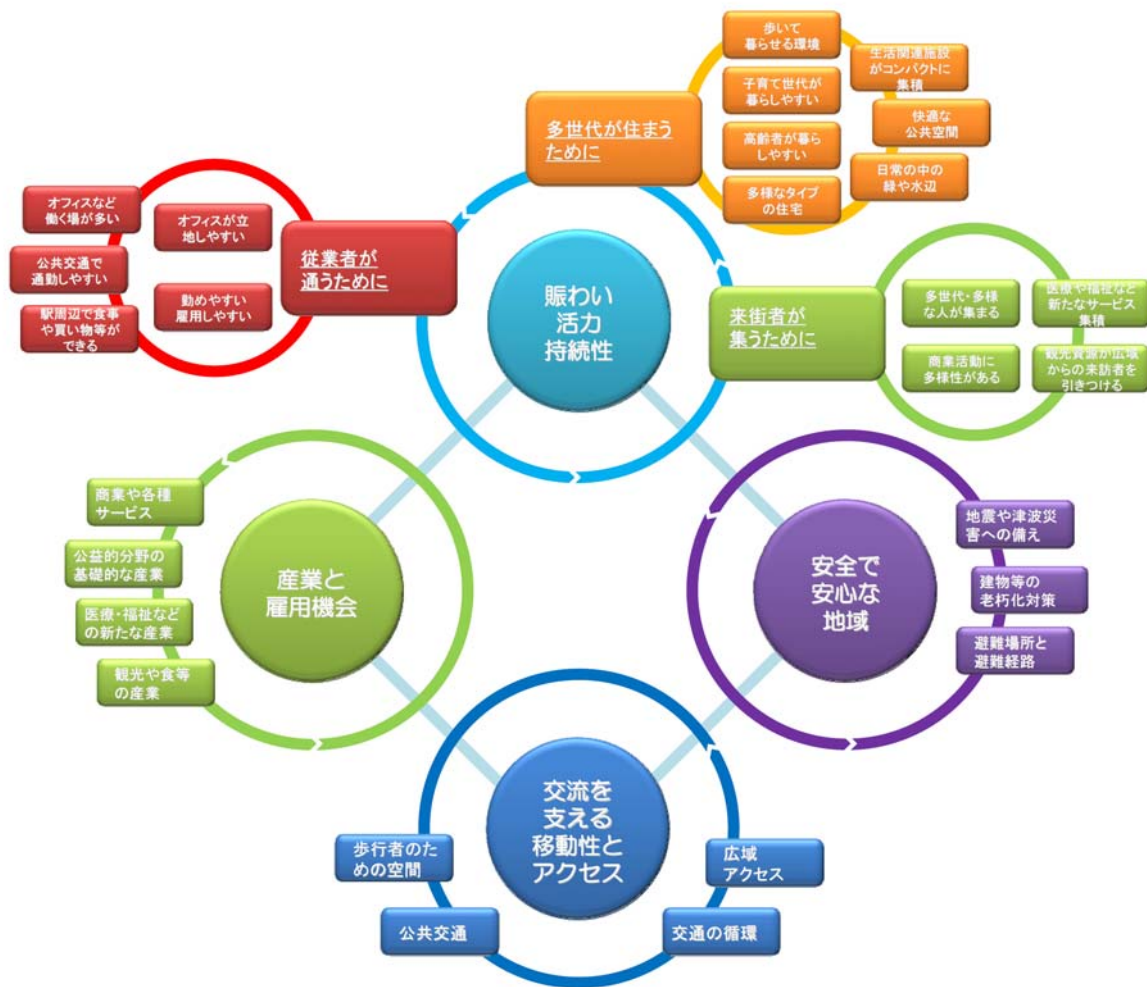 歩いて
暮らせる環境
子育て世代が
暮らしやすい
高齢者が暮ら
しやすい
多様なタイプ
の住宅
生活関連施設
がコンパクトに
集積
快適な
公共空間
日常の中の
緑や水辺
多世代が住まう
ために
オフィスなど
働く場が多い
公共交通で
通勤しやすい
駅周辺で食事
や買い物等が
できる
オフィスが立
地しやすい
勤めやすい
雇用しやすい
従業者が
通うために
賑わい
活力
持続性
来街者が
集うために
多世代・多様
な人が集まる
商業活動に
多様性がある
医療や福祉など
新たなサービス
集積
観光資源が広域
からの来訪者を
引きつける
商業や各種
サービス
公益的分野の
基礎的な産業
医療・福祉など
の新たな産業
観光や食等
の産業
産業と
雇用機会
安全で
安心な
地域
地震や津波災
害への備え
建物等の
老朽化対策
避難場所と
避難経路
交流を
支える
移動性と
アクセス
歩行者のた
めの空間
公共交通
広域
アクセス
交通の循環